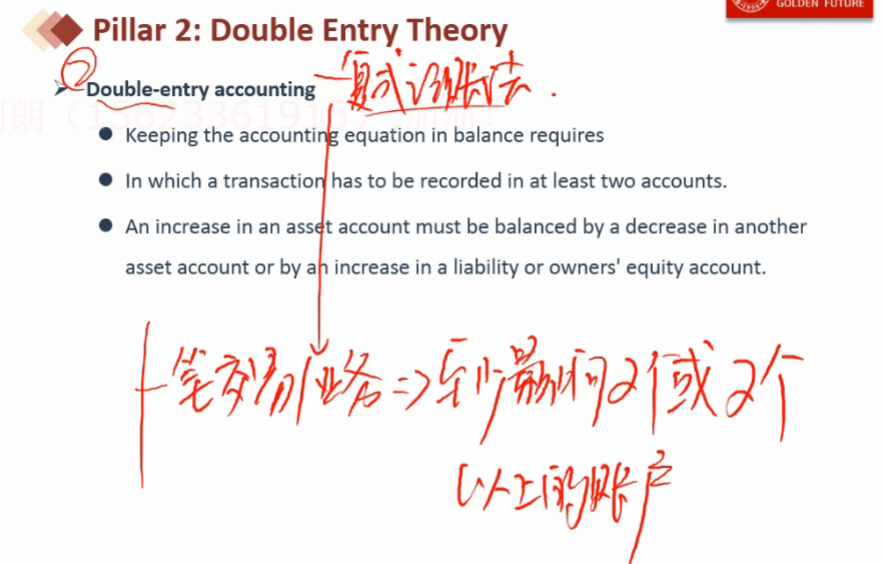 GOLDEN FUTURE
Pillar 2: Double Entry Theory
② Double-entry accounting — 复式记账法.
Keeping the accounting equation in balance requires
In which a transaction has to be recorded in at least two accounts.
An increase in an asset account must be balanced by a decrease in another
asset account or by an increase in a liability or owners' equity account.
一笔交易/业务 => 至少影响2个或2个
以上的账户